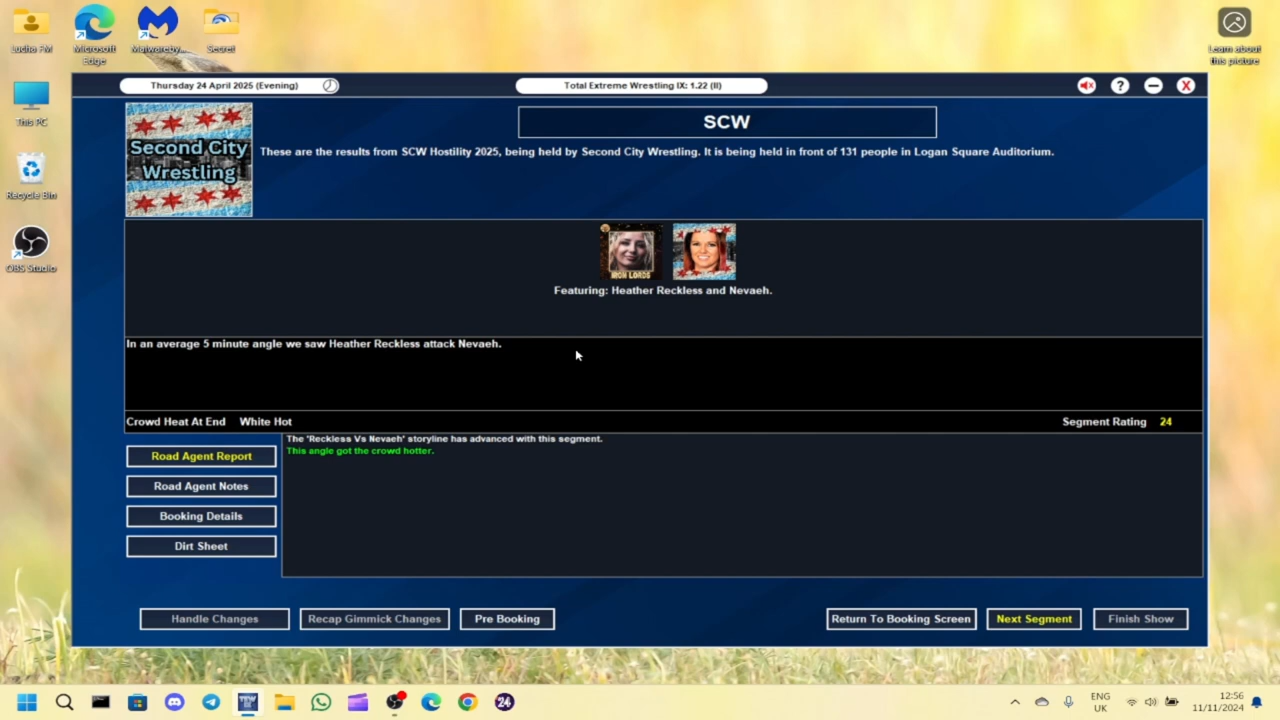 Lucha FM
Microsoft Edge
Malwareby...
Secret
Learn about this picture
This PC
Recycle Bin
OBS Studio
Thursday 24 April 2025 (Evening)
Total Extreme Wrestling IX: 1.22 (II)
?
X
Second City
Wrestling
SCW
These are the results from SCW Hostility 2025, being held by Second City Wrestling. It is being held in front of 131 people in Logan Square Auditorium.
Featuring: Heather Reckless and Nevaeh.
In an average 5 minute angle we saw Heather Reckless attack Nevaeh.
Crowd Heat At End White Hot
Segment Rating 24
The 'Reckless Vs Nevaeh' storyline has advanced with this segment.
This angle got the crowd hotter.
Road Agent Report
Road Agent Notes
Booking Details
Dirt Sheet
Handle Changes
Recap Gimmick Changes
Pre Booking
Return To Booking Screen
Next Segment
Finish Show
24
ENG
UK
12:56
11/11/2024